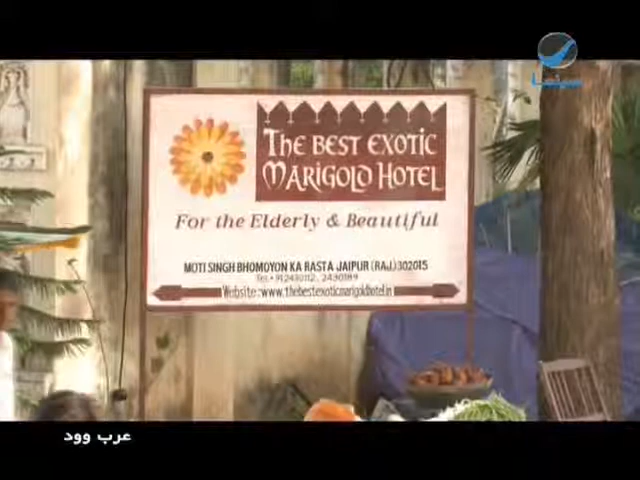 سينما
THE BEST EXOTIC
MARIGOLD HOTEL
For the Elderly & Beautiful
MOTI SINGH BHOMOYON KA RASTA JAIPUR (RAJ.) 302015
Website : www.thebestexoticmarigoldhotel.in
عرب وود